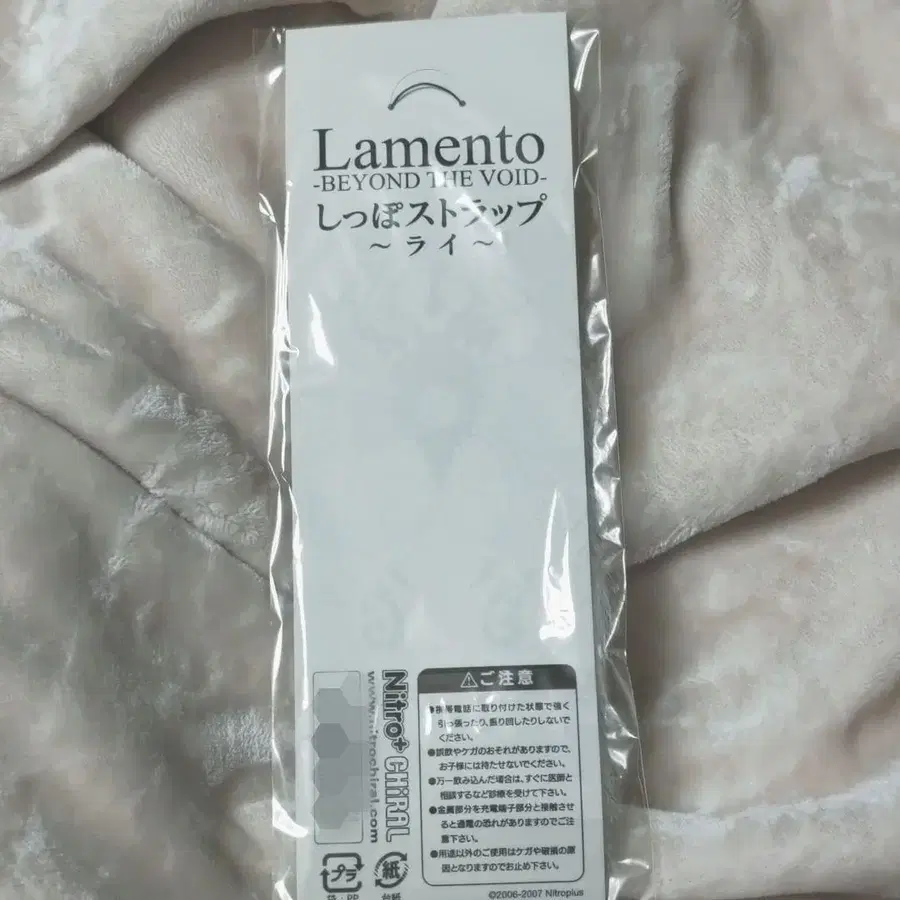 Lamento
-BEYOND THE VOID-
しっぽストラップ
～ライ～
Nitro+CHiRAL
www.nitrochiral.com
⚠ご注意
●携帯電話に取り付けた状態で強く
引っ張ったり、振り回したりしないで
ください。
●誤飲やケガのおそれがありますので、
お子様には持たせないでください。
●万一飲み込んだ場合は、すぐに医師と
相談するなど診療を受けて下さい。
●金属部分を充電端子部分と接触させ
ると通電の恐れがありますのでご注
意下さい。
●用途以外のご使用はケガや破損の原
因となりますのでお止め下さい。
プラ
紙
袋:PP
台紙
©2006-2007 Nitroplus